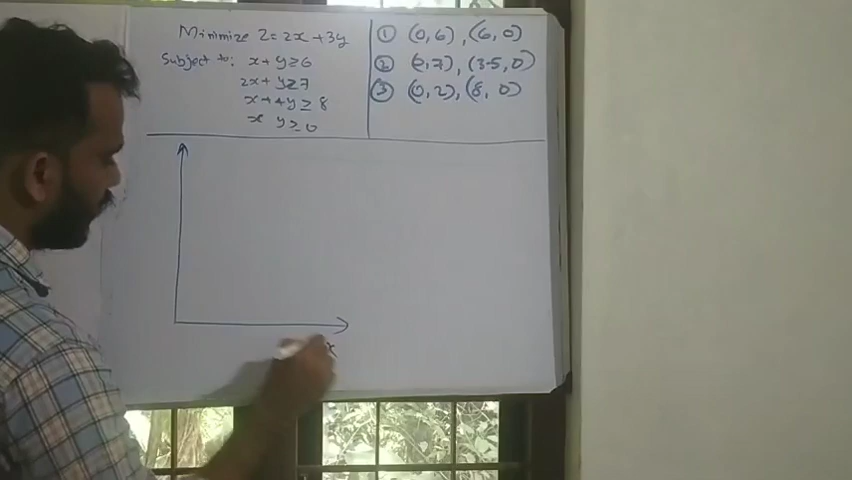 Minimize Z = 2x + 3y
Subject to: x + y ≥ 6
2x + y ≥ 7
x + 4y ≥ 8
x y ≥ 0
① (0, 6), (6, 0)
② (0, 7), (3.5, 0)
③ (0, 2), (8, 0)
x